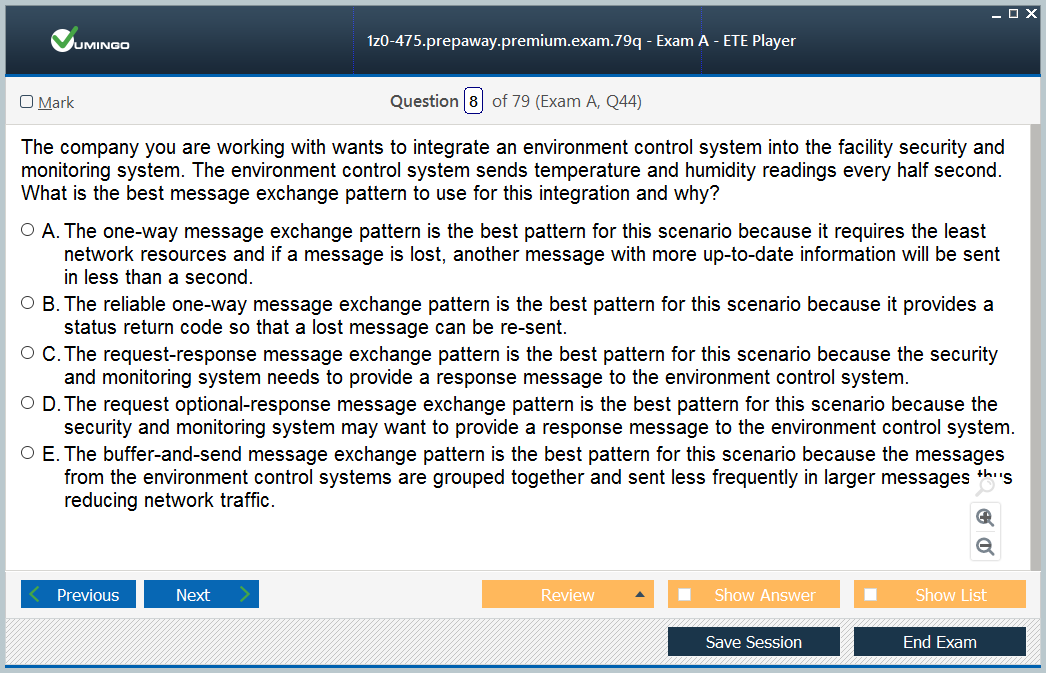 VUMINGO
1z0-475.prepaway.premium.exam.79q - Exam A - ETE Player
Mark
Question 8 of 79 (Exam A, Q44)
The company you are working with wants to integrate an environment control system into the facility security and
monitoring system. The environment control system sends temperature and humidity readings every half second.
What is the best message exchange pattern to use for this integration and why?
A. The one-way message exchange pattern is the best pattern for this scenario because it requires the least
network resources and if a message is lost, another message with more up-to-date information will be sent
in less than a second.
B. The reliable one-way message exchange pattern is the best pattern for this scenario because it provides a
status return code so that a lost message can be re-sent.
C. The request-response message exchange pattern is the best pattern for this scenario because the security
and monitoring system needs to provide a response message to the environment control system.
D. The request optional-response message exchange pattern is the best pattern for this scenario because the
security and monitoring system may want to provide a response message to the environment control system.
E. The buffer-and-send message exchange pattern is the best pattern for this scenario because the messages
from the environment control systems are grouped together and sent less frequently in larger messages thus
reducing network traffic.
Previous Next Review Show Answer Show List
Save Session End Exam